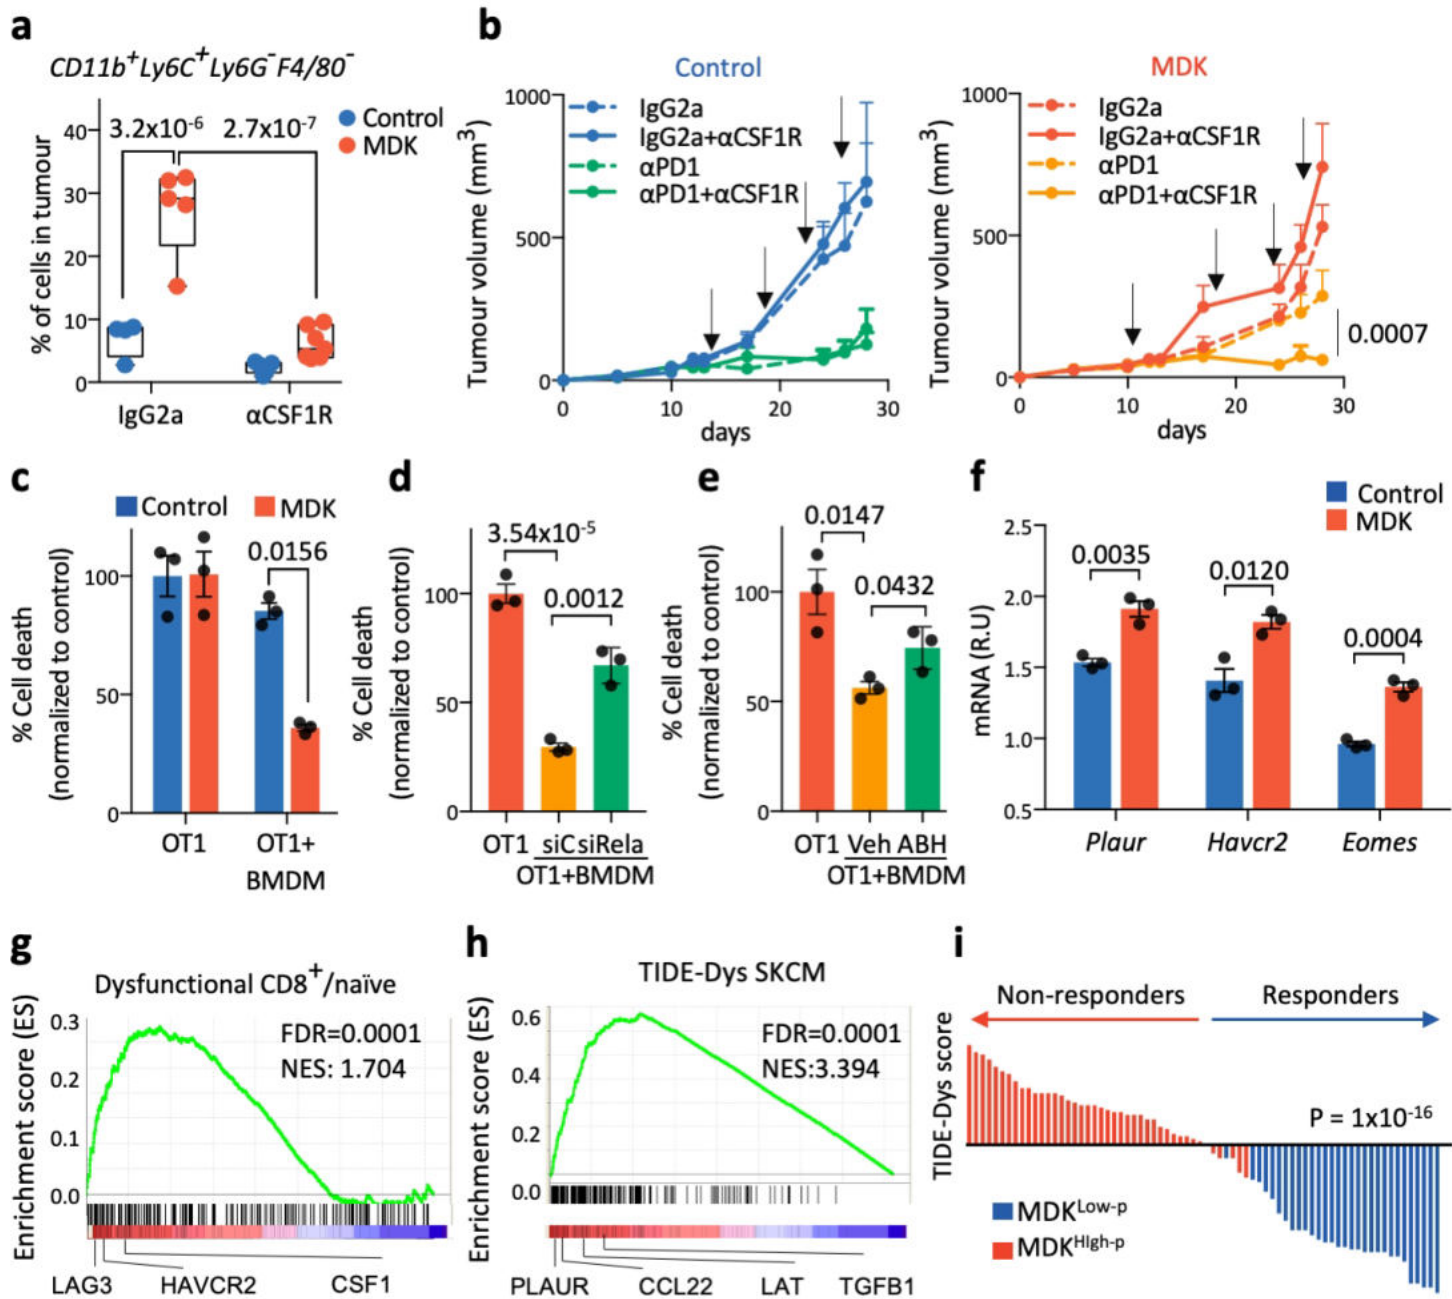 a
CD11b+Ly6C+Ly6G-F4/80-
% of cells in tumour
40
30
20
10
0
3.2x10-6
2.7x10-7
Control
MDK
IgG2a
αCSF1R
b
Control
Tumour volume (mm3)
1000
500
0
IgG2a
IgG2a+αCSF1R
αPD1
αPD1+αCSF1R
0
10
20
30
days
MDK
Tumour volume (mm3)
1000
500
0
IgG2a
IgG2a+αCSF1R
αPD1
αPD1+αCSF1R
0.0007
0
10
20
30
days
c
Control
MDK
% Cell death
(normalized to control)
100
50
0
0.0156
OT1
OT1+
BMDM
d
% Cell death
(normalized to control)
100
50
0
3.54x10-5
0.0012
OT1
siC
siRela
OT1+BMDM
e
% Cell death
(normalized to control)
100
50
0
0.0147
0.0432
OT1
Veh
ABH
OT1+BMDM
f
Control
MDK
mRNA (R.U)
2.5
2.0
1.5
1.0
0.5
0.0035
0.0120
0.0004
Plaur
Havcr2
Eomes
g
Dysfunctional CD8+/naïve
Enrichment score (ES)
0.3
0.2
0.1
0.0
FDR=0.0001
NES: 1.704
LAG3
HAVCR2
CSF1
h
TIDE-Dys SKCM
Enrichment score (ES)
0.6
0.4
0.2
0.0
FDR=0.0001
NES:3.394
PLAUR
CCL22
LAT
TGFB1
i
Non-responders
Responders
TIDE-Dys score
P = 1x10-16
MDKLow-p
MDKHIgh-p